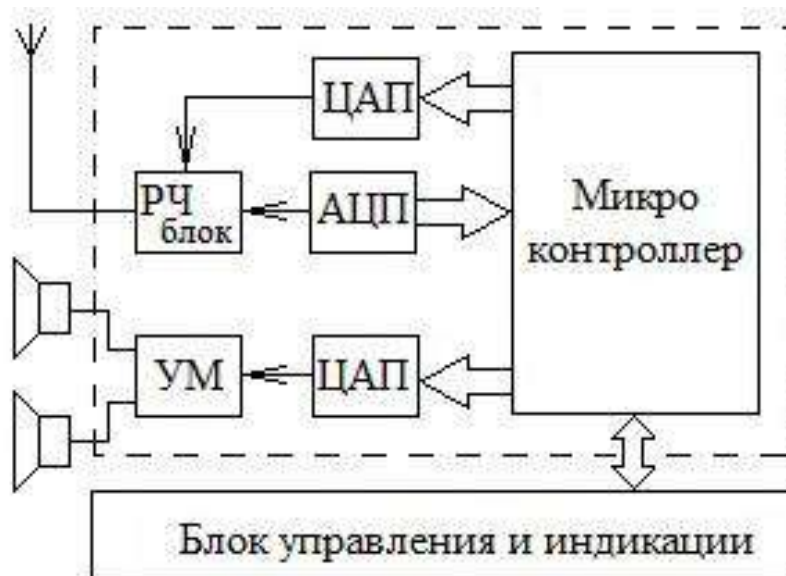 ЦАП
РЧ
блок
АЦП
Микро
контроллер
УМ
ЦАП
Блок управления и индикации